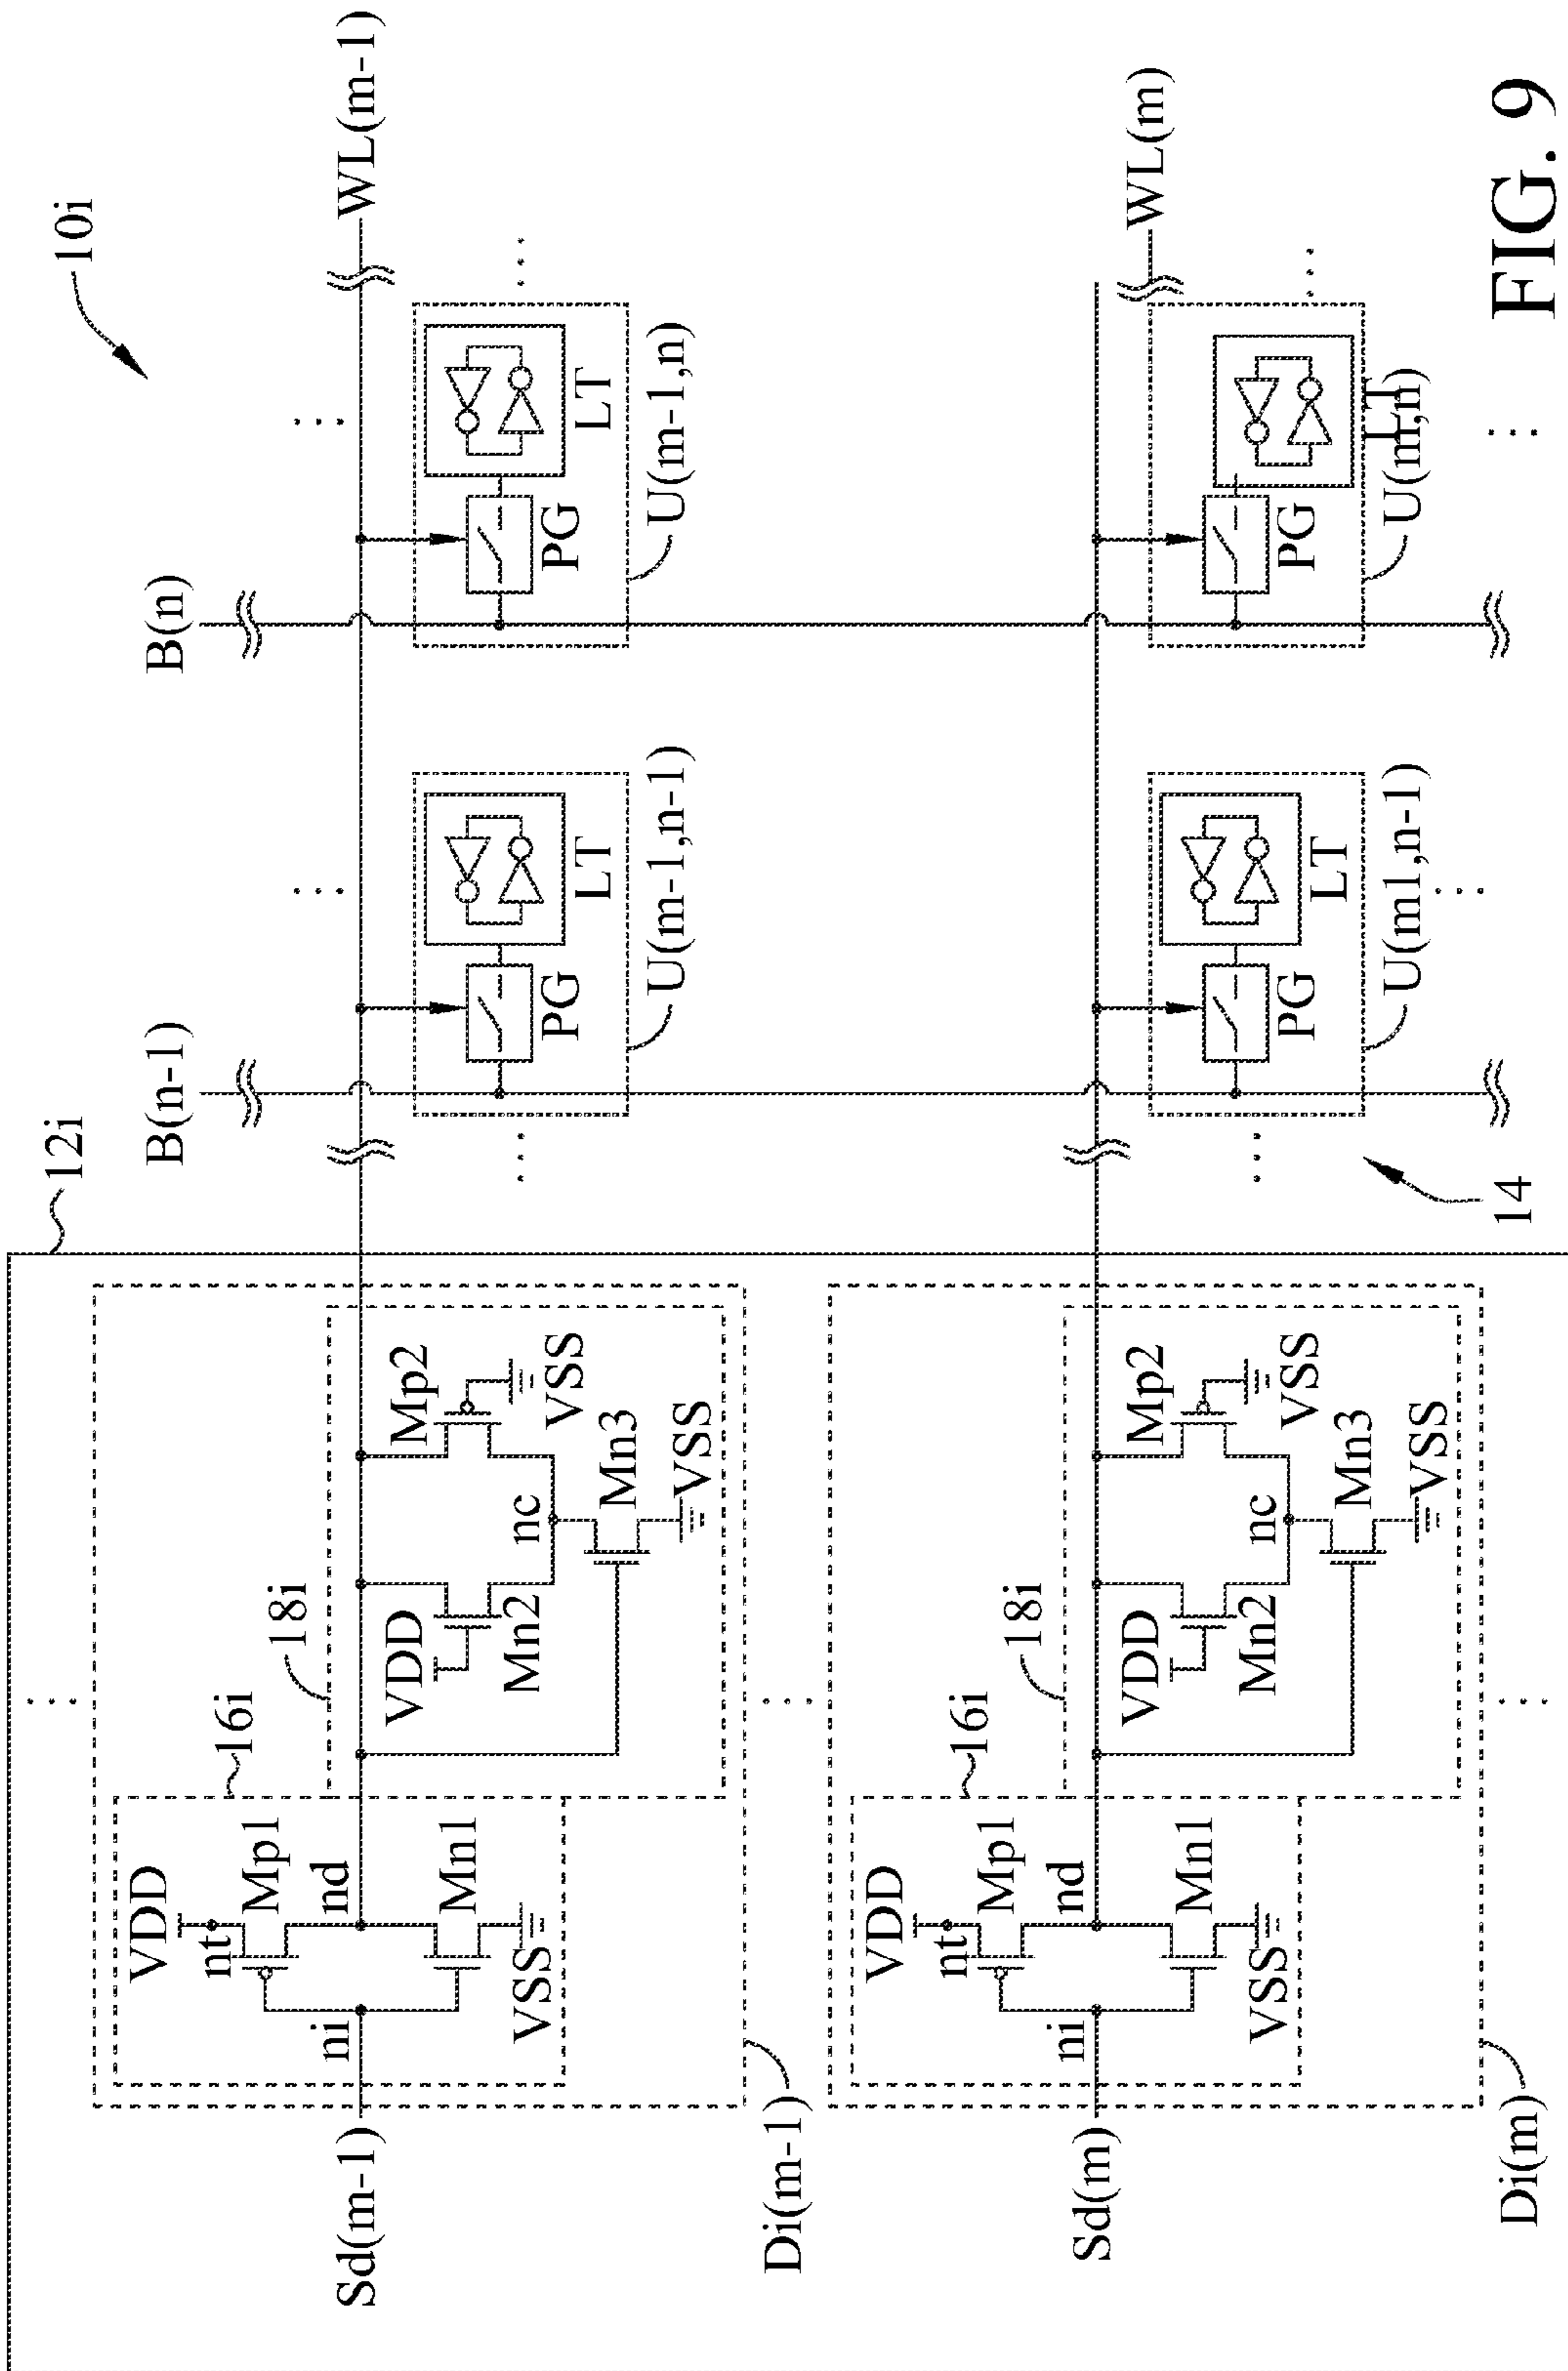 10i
12i
B(n-1)
B(n)
WL(m-1)
Sd(m-1)
ni
nt
VDD
Mp1
nd
Mn1
VSS
16i
18i
VDD
Mn2
nc
Mp2
VSS
Mn3
VSS
Di(m-1)
PG
LT
U(m-1,n-1)
PG
LT
U(m-1,n)
WL(m)
Sd(m)
ni
nt
VDD
Mp1
nd
Mn1
VSS
16i
18i
VDD
Mn2
nc
Mp2
VSS
Mn3
VSS
Di(m)
PG
LT
U(m1,n-1)
PG
LT
U(m,n)
14
FIG. 9